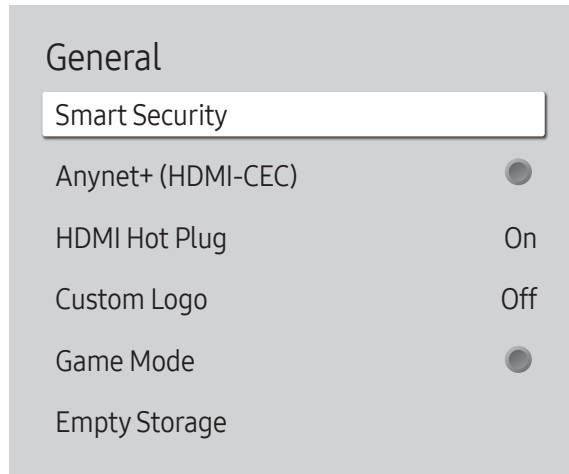 General
Smart Security
Anynet+ (HDMI-CEC)
HDMI Hot Plug On
Custom Logo Off
Game Mode
Empty Storage